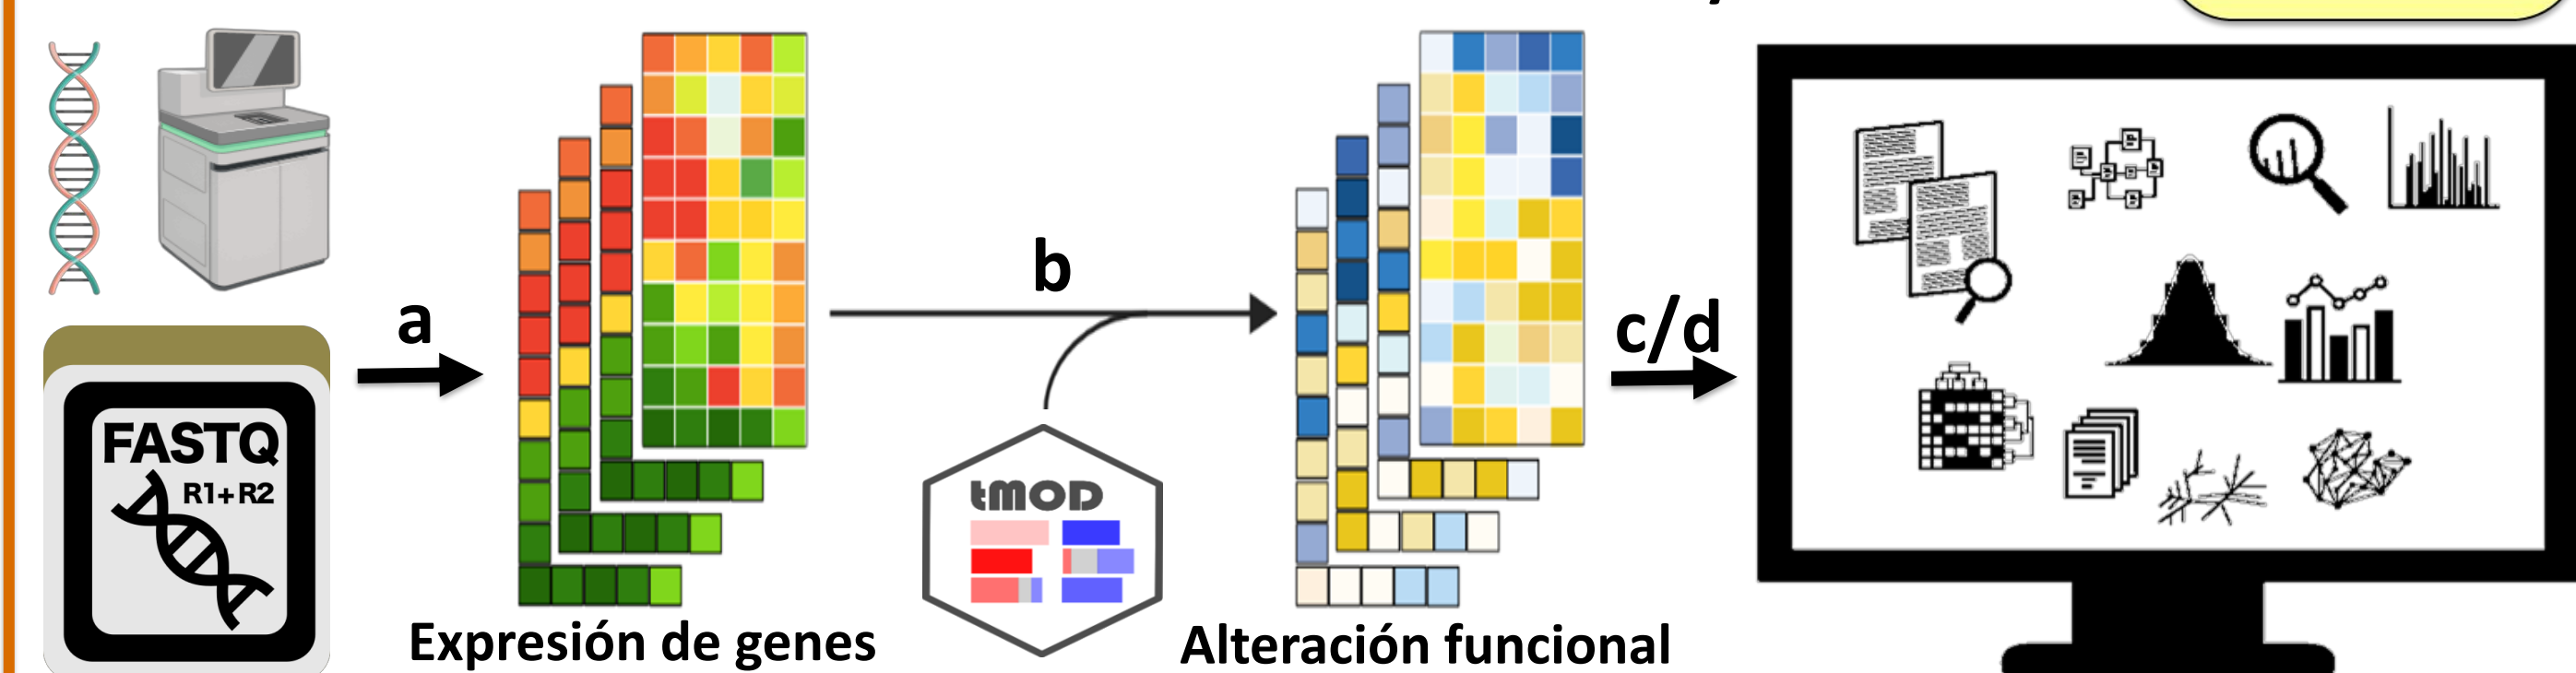 a
b
c/d
FASTQ
R1+R2
tMOD
Expresión de genes
Alteración funcional